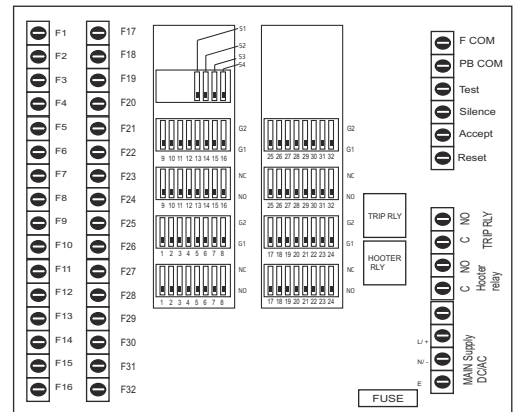 F1 F17
F2 F18
F3 F19
F4 F20
F5 F21
F6 F22
F7 F23
F8 F24
F9 F25
F10 F26
F11 F27
F12 F28
F13 F29
F14 F30
F15 F31
F16 F32
S1
S2
S3
S4
G2
G1
9 10 11 12 13 14 15 16
NC
NO
9 10 11 12 13 14 15 16
G2
G1
1 2 3 4 5 6 7 8
NC
NO
1 2 3 4 5 6 7 8
G2
G1
25 26 27 28 29 30 31 32
NC
NO
25 26 27 28 29 30 31 32
G2
G1
17 18 19 20 21 22 23 24
NC
NO
17 18 19 20 21 22 23 24
TRIP RLY
HOOTER
RLY
F COM
PB COM
Test
Silence
Accept
Reset
C NO
TRIP RLY
C NO
Hooter
relay
L/ +
N/ -
E
MAIN Supply
DC/AC
FUSE